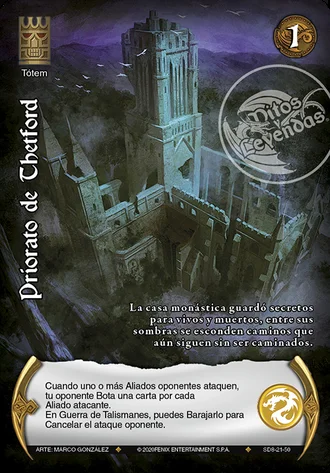 1
Tótem
Mitos
y
Leyendas
Priorato de Thetford
La casa monástica guardó secretos
para vivos y muertos, entre sus
sombras se esconden caminos que
aún siguen sin ser caminados.
Cuando uno o más Aliados oponentes ataquen,
tu oponente Bota una carta por cada
Aliado atacante.
En Guerra de Talismanes, puedes Barajarlo para
Cancelar el ataque oponente.
ARTE: MARCO GONZÁLEZ © 2020FENIX ENTERTAINMENT S.P.A. SD8-21-50